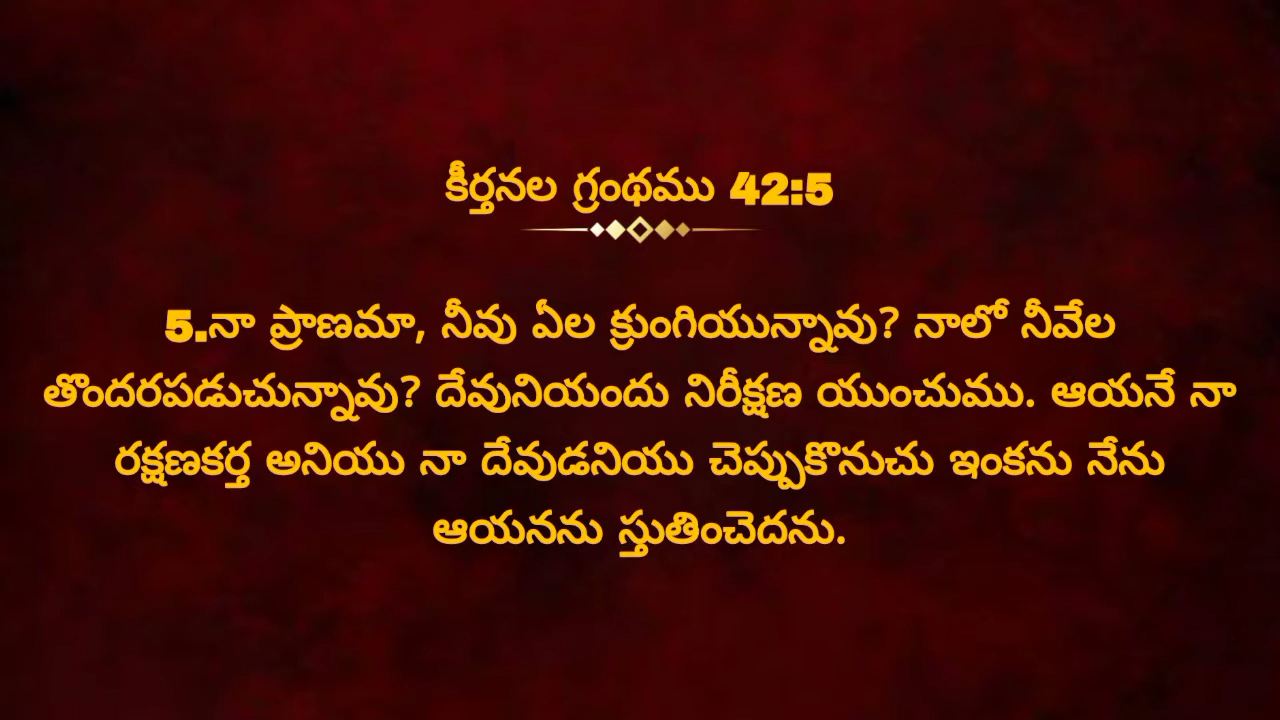 కీర్తనల గ్రంథము 42:5
5.నా ప్రాణమా, నీవు ఏల క్రుంగియున్నావు? నాలో నీవేల
తొందరపడుచున్నావు? దేవునియందు నిరీక్షణ యుంచుము. ఆయనే నా
రక్షణకర్త అనియు నా దేవుడనియు చెప్పుకొనుచు ఇంకను నేను
ఆయనను స్తుతించెదను.